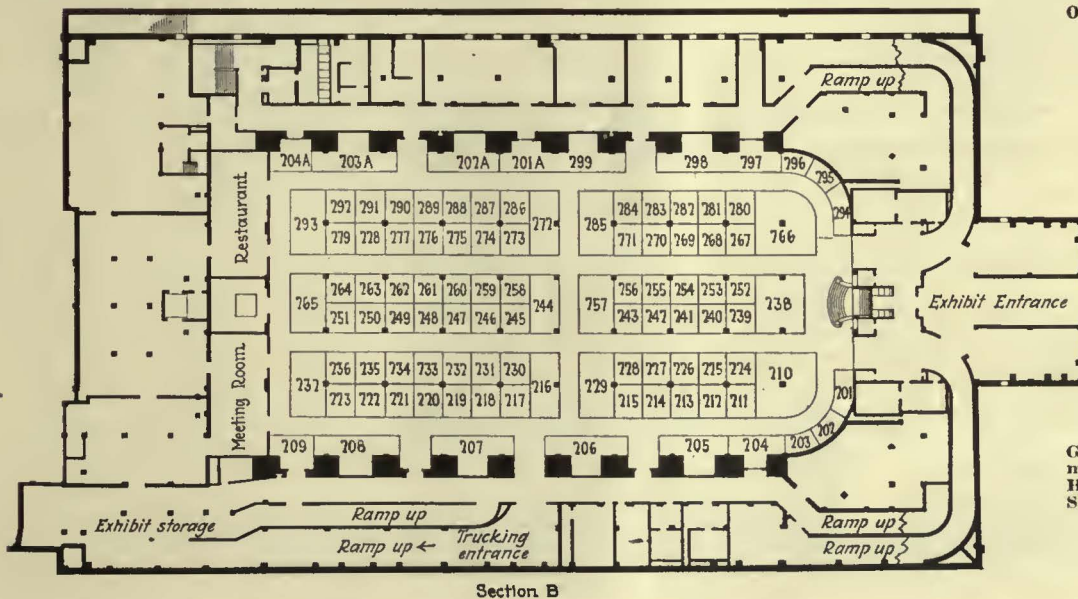 O
Ramp up
204A 203A 202A 201A 299 298 297 296 295 294
Restaurant
292 291 290 289 288 287 286 284 283 282 281 280
293 272 285 266
279 278 277 276 275 274 273 271 270 269 268 267
264 263 262 261 260 259 258 256 255 254 253 252
265 244 257 238
251 250 249 248 247 246 245 243 242 241 240 239
Exhibit Entrance
Meeting Room
236 235 234 233 232 231 230 228 227 226 225 224
237 216 229 210
223 222 221 220 219 218 217 215 214 213 212 211
209 208 207 206 205 204 203 202 201
G
m
H
S
Exhibit storage
Ramp up
Ramp up ←
Trucking
entrance
Ramp up
Ramp up
Section B